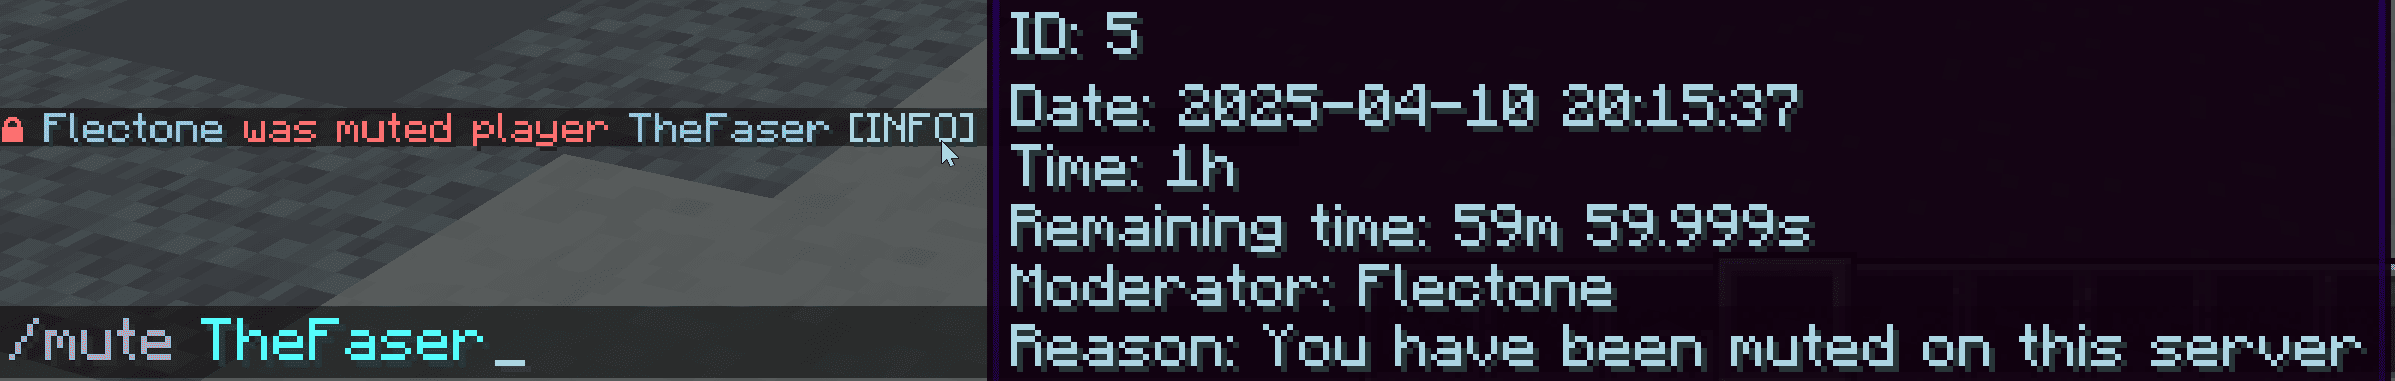 Flectone was muted player TheFaser [INFO]
/mute TheFaser_
ID: 5
Date: 2025-04-10 20:15:37
Time: 1h
Remaining time: 59m 59.999s
Moderator: Flectone
Reason: You have been muted on this server